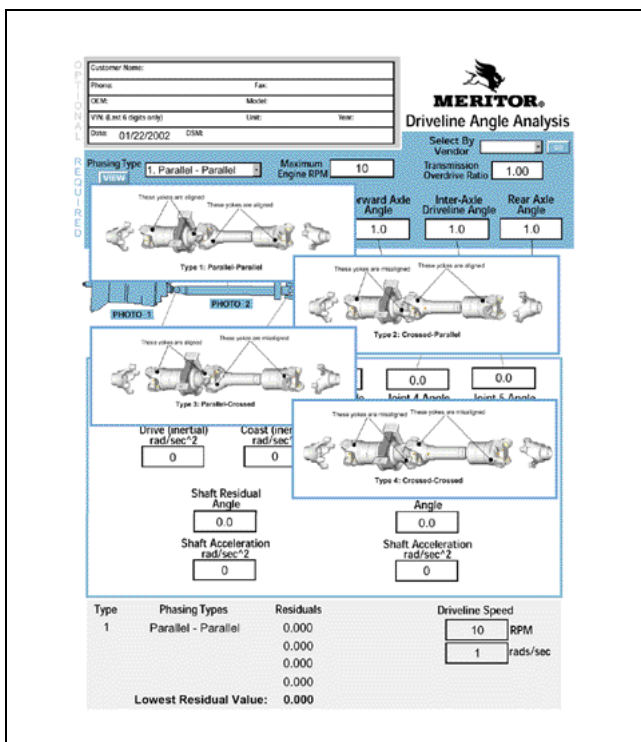 OPTIONAL
Customer Name:
Phone: Fax:
OEM: Model:
VIN: (Last 6 digits only) Unit: Year:
Date: 01/22/2002 DSM:
MERITOR®
Driveline Angle Analysis
REQUIRED
Select By
Vendor
Phasing Type 1. Parallel - Parallel
VIEW
Maximum
Engine RPM 10
Transmission
Overdrive Ratio 1.00
These yokes are aligned These yokes are aligned
Type 1: Parallel-Parallel
Axle Inter-Axle Rear Axle
Angle Driveline Angle Angle
1.0 1.0 1.0
PHOTO 1
PHOTO 2
These yokes are misaligned These yokes are aligned
Type 2: Crossed-Parallel
These yokes are aligned These yokes are misaligned
Type 3: Parallel-Crossed
0.0 0.0
Joint 4 Angle Joint 5 Angle
These yokes are misaligned These yokes are misaligned
Type 4: Crossed-Crossed
Drive (inertial) Coast
rad/sec^2 rad/sec^
0 0
Shaft Residual
Angle Angle
0.0 0.0
Shaft Acceleration Shaft Acceleration
rad/sec^2 rad/sec^2
0 0
Type Phasing Types Residuals Driveline Speed
1 Parallel - Parallel 0.000 10 RPM
0.000 1 rads/sec
0.000
0.000
Lowest Residual Value: 0.000